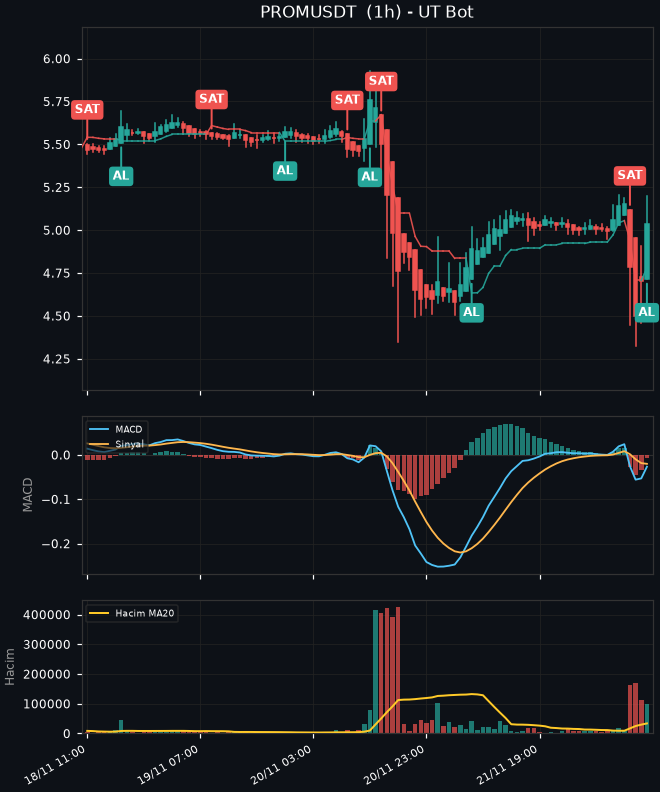 PROMUSDT (1h) - UT Bot
6.00
5.75
5.50
5.25
5.00
4.75
4.50
4.25
SAT
AL
SAT
AL
SAT
AL
SAT
AL
SAT
AL
MACD
Sinyal
0.0
−0.1
−0.2
MACD
Hacim MA20
400000
300000
200000
100000
0
Hacim
18/11 11:00
19/11 07:00
20/11 03:00
20/11 23:00
21/11 19:00